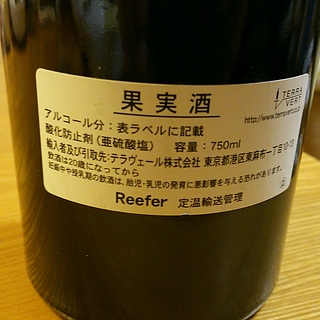 果実酒
TERRA
VERT
アルコール分：表ラベルに記載
http://www.terravert.co.jp
酸化防止剤（亜硫酸塩）　容量：750ml
輸入者及び引取先：テラヴェール株式会社 東京都港区東麻布一丁目10-13
飲酒は20歳になってから
妊娠中や授乳期の飲酒は、胎児・乳児の発育に悪影響を与える恐れがあります。
Reefer 定温輸送管理